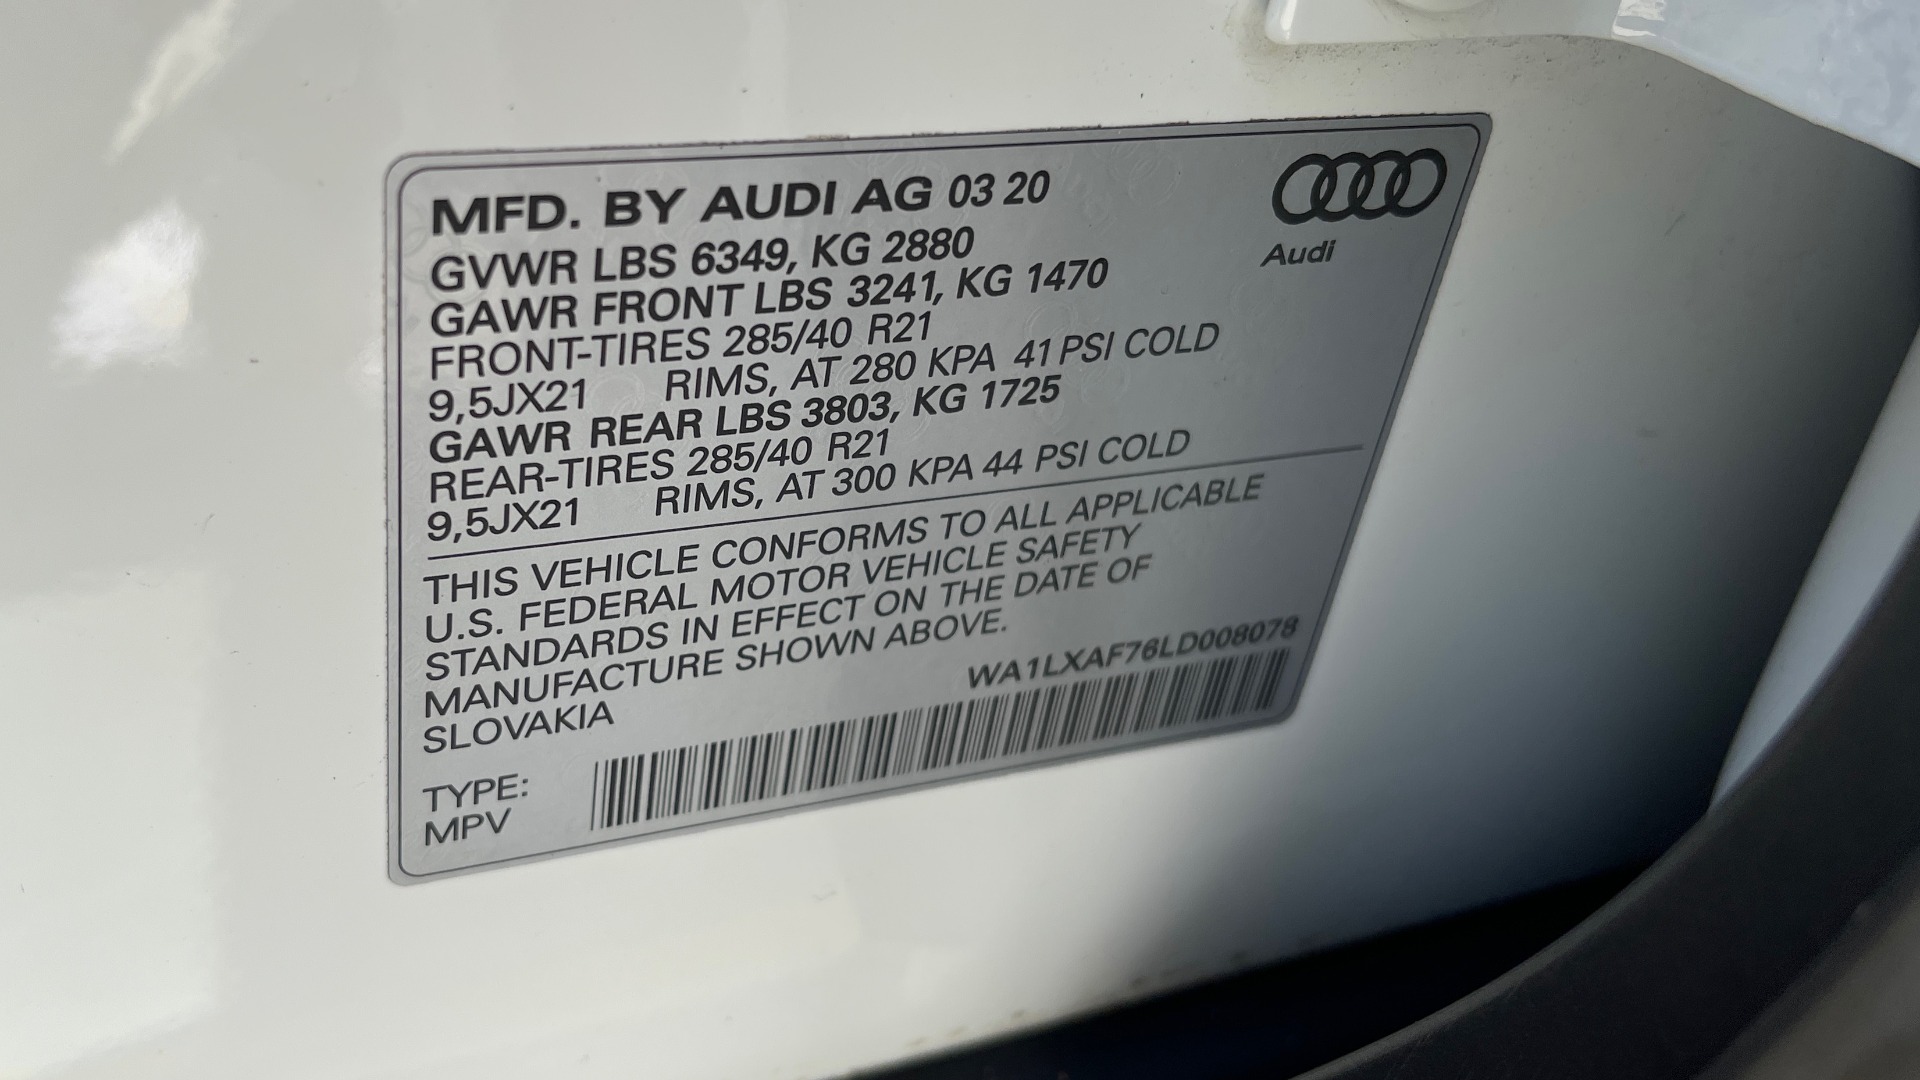 MFD. BY AUDI AG 03 20
GVWR LBS 6349, KG 2880
GAWR FRONT LBS 3241, KG 1470
FRONT-TIRES 285/40 R21
9,5JX21 RIMS, AT 280 KPA 41 PSI COLD
GAWR REAR LBS 3803, KG 1725
REAR-TIRES 285/40 R21
9,5JX21 RIMS, AT 300 KPA 44 PSI COLD
Audi
THIS VEHICLE CONFORMS TO ALL APPLICABLE
U.S. FEDERAL MOTOR VEHICLE SAFETY
STANDARDS IN EFFECT ON THE DATE OF
MANUFACTURE SHOWN ABOVE.
SLOVAKIA
WA1LXAF76LD008078
TYPE:
MPV